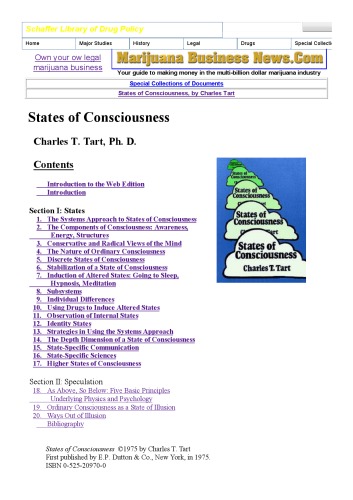 Schaffer Library of Drug Policy
Home Major Studies History Legal Drugs Special Collecti
Own your ow legal
marijuana business
Marijuana Business News.Com
Your guide to making money in the multi-billion dollar marijuana industry
Special Collections of Documents
States of Consciousness, by Charles Tart
States of Consciousness
Charles T. Tart, Ph. D.
Contents
Introduction to the Web Edition
Introduction
Section I: States
1. The Systems Approach to States of Consciousness
2. The Components of Consciousness: Awareness,
Energy, Structures
3. Conservative and Radical Views of the Mind
4. The Nature of Ordinary Consciousness
5. Discrete States of Consciousness
6. Stabilization of a State of Consciousness
7. Induction of Altered States: Going to Sleep,
Hypnosis, Meditation
8. Subsystems
9. Individual Differences
10. Using Drugs to Induce Altered States
11. Observation of Internal States
12. Identity States
13. Strategies in Using the Systems Approach
14. The Depth Dimension of a State of Consciousness
15. State-Specific Communication
16. State-Specific Sciences
17. Higher States of Consciousness
Section II: Speculation
18. As Above, So Below: Five Basic Principles
Underlying Physics and Psychology
19. Ordinary Consciousness as a State of Illusion
20. Ways Out of Illusion
Bibliography
States of
Consciousness
States of
Consciousness
States of
Consciousness
Charles T. Tart
States of Consciousness ©1975 by Charles T. Tart
First published by E.P. Dutton & Co., New York, in 1975.
ISBN 0-525-20970-0